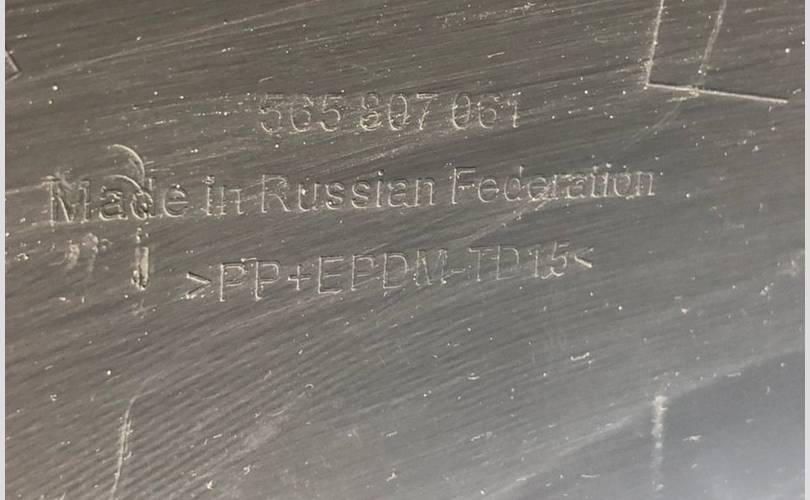 565 807 061
Made in Russian Federation
>PP+EPDM-TD15<